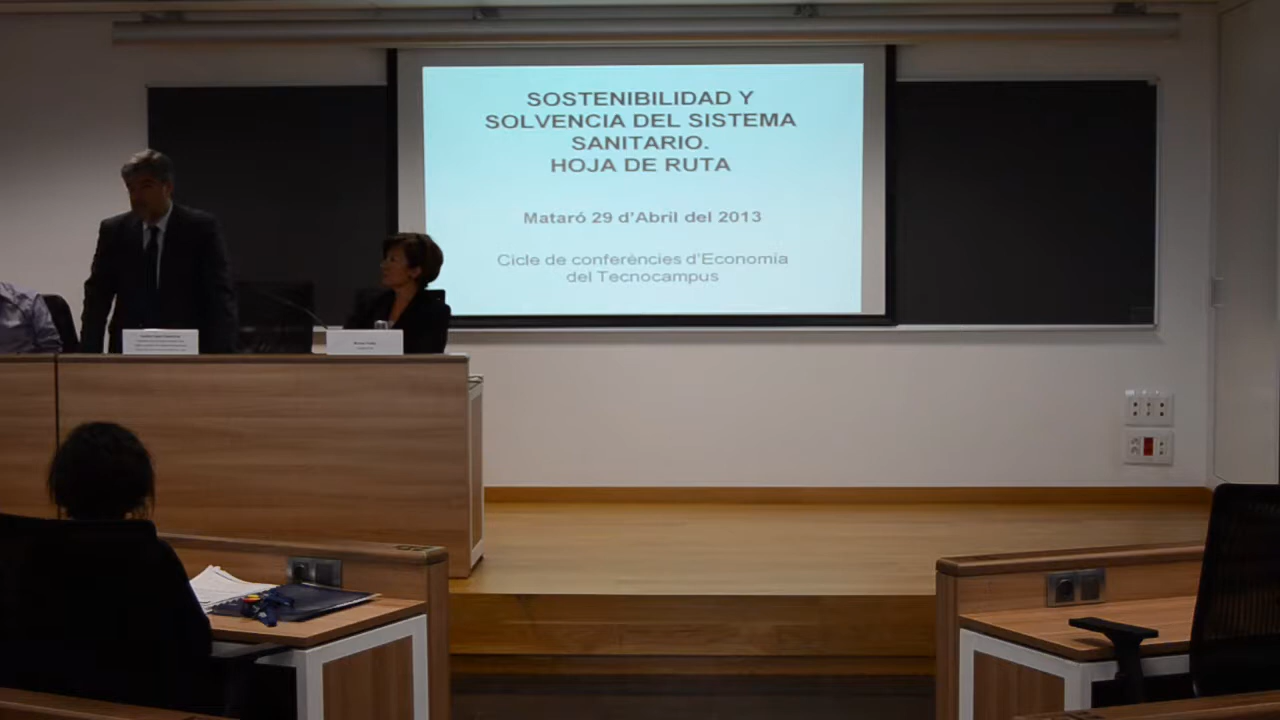 SOSTENIBILIDAD Y
SOLVENCIA DEL SISTEMA
SANITARIO.
HOJA DE RUTA
Mataró 29 d'Abril del 2013
Cicle de conferències d'Economia
del Tecnocampus